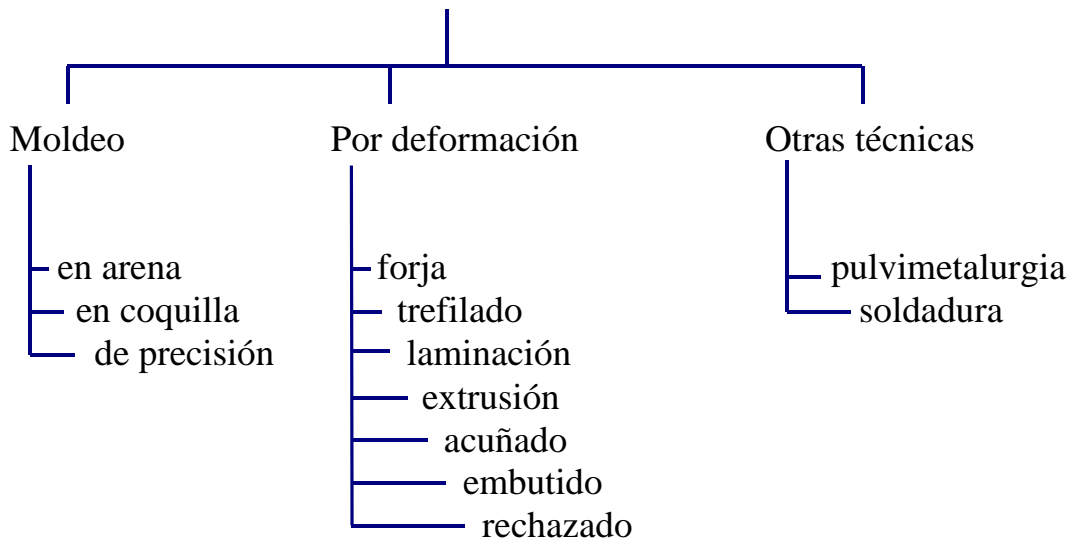 Moldeo
en arena
en coquilla
de precisión
Por deformación
forja
trefilado
laminación
extrusión
acuñado
embutido
rechazado
Otras técnicas
pulvimetalurgia
soldadura